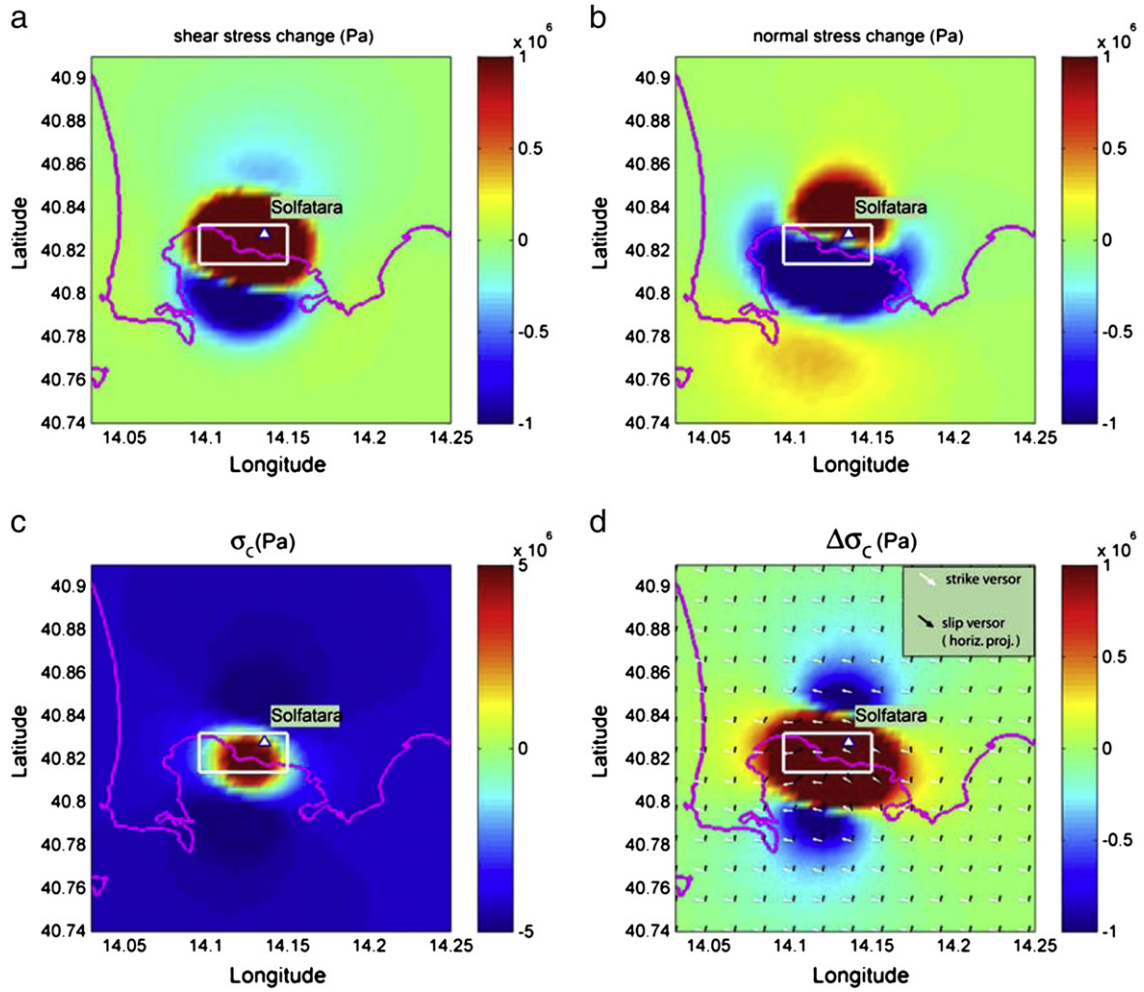 a
shear stress change (Pa)
x 10^6
40.9
40.88
40.86
40.84
40.82
40.8
40.78
40.76
40.74
Latitude
Solfatara
14.05
14.1
14.15
14.2
14.25
Longitude
1
0.5
0
-0.5
-1
b
normal stress change (Pa)
x 10^6
40.9
40.88
40.86
40.84
40.82
40.8
40.78
40.76
40.74
Latitude
Solfatara
14.05
14.1
14.15
14.2
14.25
Longitude
1
0.5
0
-0.5
-1
c
σc(Pa)
x 10^6
40.9
40.88
40.86
40.84
40.82
40.8
40.78
40.76
40.74
Latitude
Solfatara
14.05
14.1
14.15
14.2
14.25
Longitude
5
0
-5
d
Δσc (Pa)
x 10^6
strike versor
slip versor
( horiz. proj.)
40.9
40.88
40.86
40.84
40.82
40.8
40.78
40.76
40.74
Latitude
Solfatara
14.05
14.1
14.15
14.2
14.25
Longitude
1
0.5
0
-0.5
-1